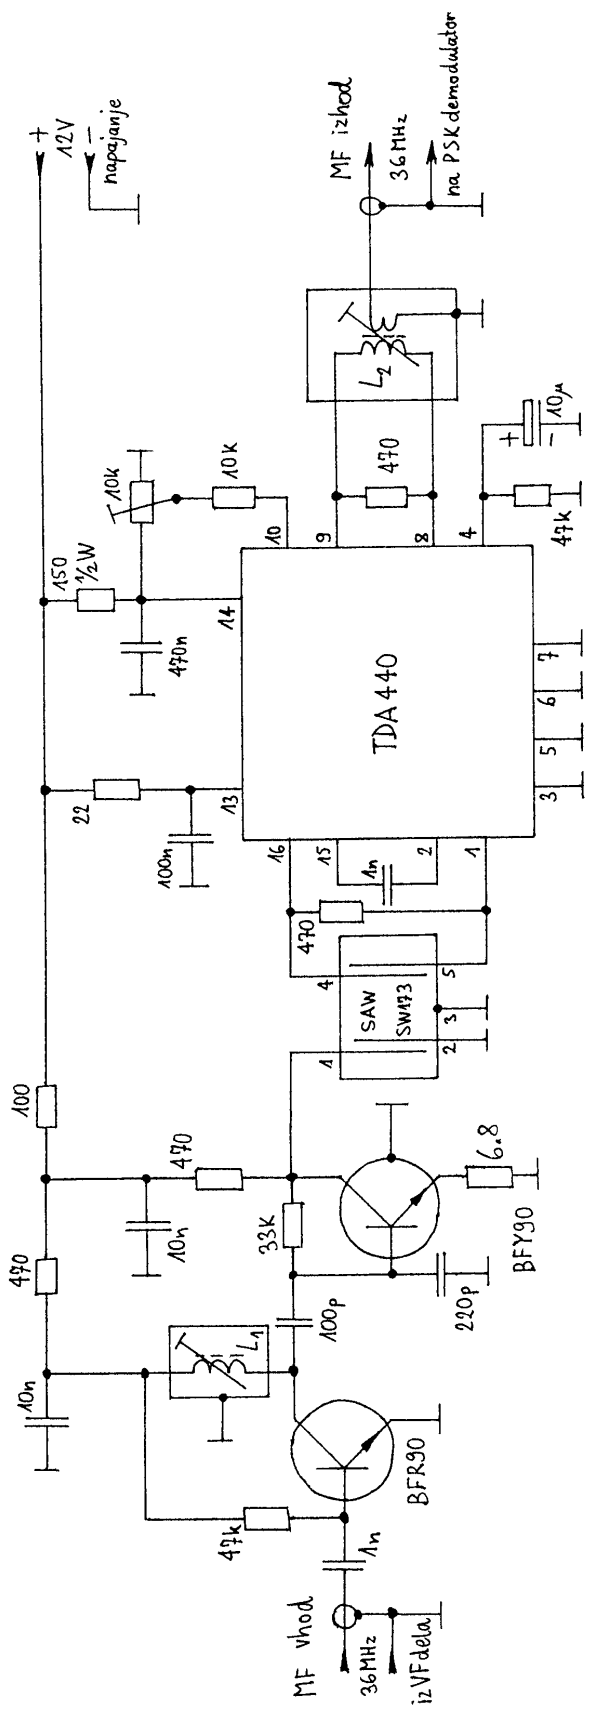 MF vhod
36MHz
iz VF dela
1n
47k
BFR90
10n
L1
470
100p
220p
33k
10n
470
BFY90
6.8
100
1
2
3
4
5
SAW
SW173
470
1n
16
15
2
1
22
100n
13
TDA440
3
5
6
7
470n
14
150
1/2W
10k
10k
10
9
8
4
470
47k
+
-
10µ
L2
MF izhod
36MHz
na PSK demodulator
+
12V
-
napajanje